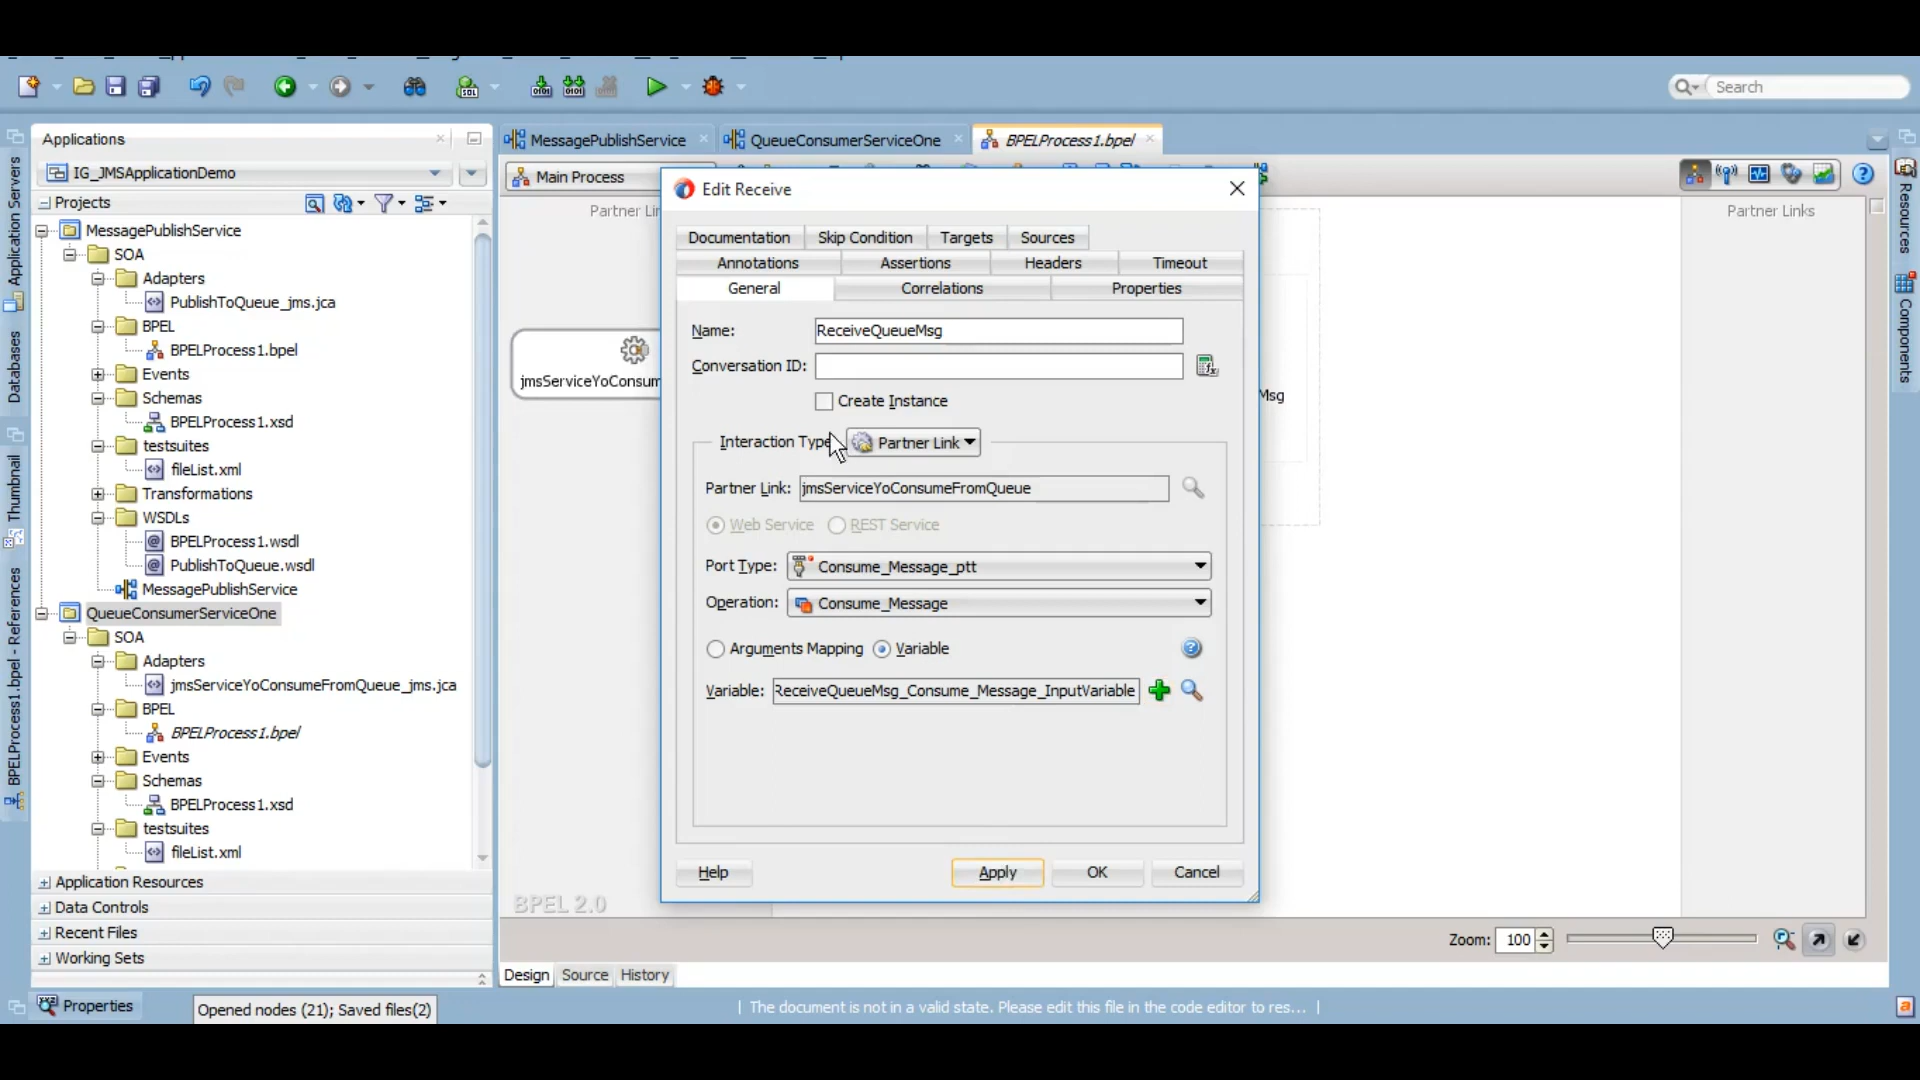 Search
Applications
IG_JMSApplicationDemo
Projects
MessagePublishService
SOA
Adapters
PublishToQueue_jms.jca
BPEL
BPELProcess1.bpel
Events
Schemas
BPELProcess1.xsd
testsuites
fileList.xml
Transformations
WSDLs
BPELProcess1.wsdl
PublishToQueue.wsdl
MessagePublishService
QueueConsumerServiceOne
SOA
Adapters
jmsServiceYoConsumeFromQueue_jms.jca
BPEL
BPELProcess1.bpel
Events
Schemas
BPELProcess1.xsd
testsuites
fileList.xml
Application Resources
Data Controls
Recent Files
Working Sets
Properties
Opened nodes (21); Saved files(2)
Application Servers
Databases
Thumbnail
BPELProcess1.bpel - References
MessagePublishService
QueueConsumerServiceOne
BPELProcess1.bpel
Main Process
Partner Lin
jmsServiceYoConsum
Msg
Partner Links
BPEL 2.0
Edit Receive
Documentation
Skip Condition
Targets
Sources
Annotations
Assertions
Headers
Timeout
General
Correlations
Properties
Name: ReceiveQueueMsg
Conversation ID:
Create Instance
Interaction Type Partner Link
Partner Link: jmsServiceYoConsumeFromQueue
Web Service REST Service
Port Type: Consume_Message_ptt
Operation: Consume_Message
Arguments Mapping Variable
Variable: ReceiveQueueMsg_Consume_Message_InputVariable
Help Apply OK Cancel
Zoom: 100
Design Source History
| The document is not in a valid state. Please edit this file in the code editor to res... |
Resources
Components